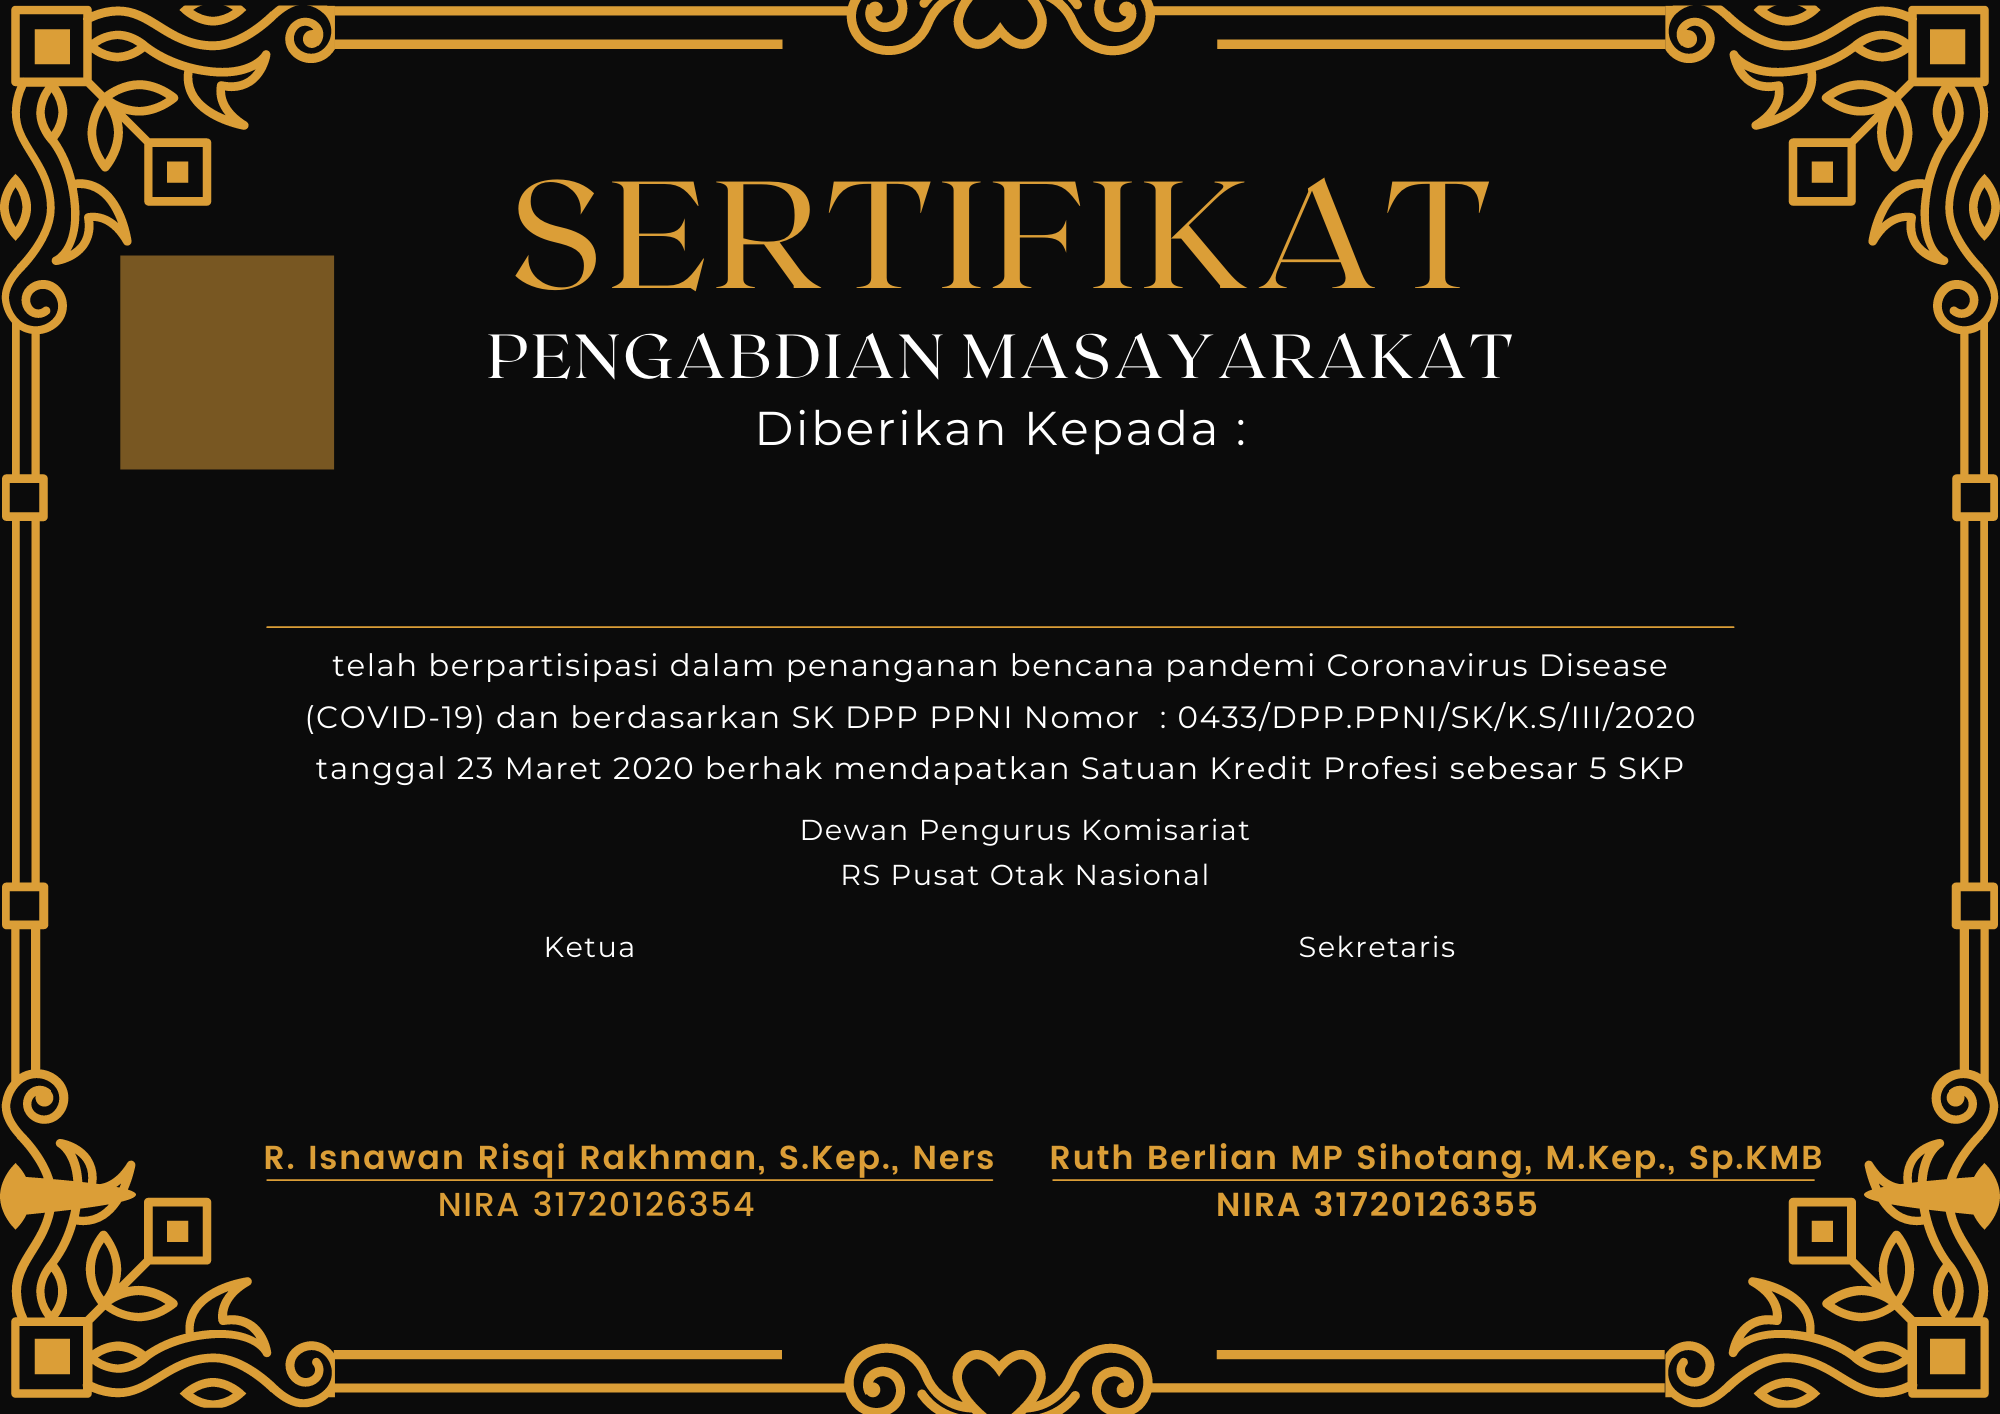 SERTIFIKAT
PENGABDIAN MASAYARAKAT
Diberikan Kepada :
telah berpartisipasi dalam penanganan bencana pandemi Coronavirus Disease
(COVID-19) dan berdasarkan SK DPP PPNI Nomor : 0433/DPP.PPNI/SK/K.S/III/2020
tanggal 23 Maret 2020 berhak mendapatkan Satuan Kredit Profesi sebesar 5 SKP
Dewan Pengurus Komisariat
RS Pusat Otak Nasional
Ketua
Sekretaris
R. Isnawan Risqi Rakhman, S.Kep., Ners
NIRA 31720126354
Ruth Berlian MP Sihotang, M.Kep., Sp.KMB
NIRA 31720126355